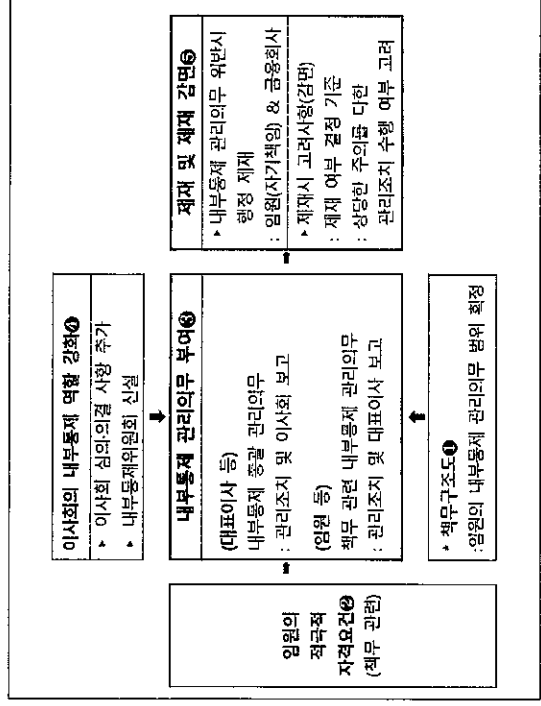 이사회의 내부통제 역할 강화❹
▸ 이사회 심의·의결 사항 추가
▸ 내부통제위원회 신설
임원의
적극적
자격요건❷
(책무 관련)
내부통제 관리의무 부여❸
(대표이사 등)
내부통제 총괄 관리의무
: 관리조치 및 이사회 보고
(임원 등)
책무 관련 내부통제 관리의무
: 관리조치 및 대표이사 보고
제재 및 제재 감면❺
▸ 내부통제 관리의무 위반시
행정 제재
: 임원(자기책임) & 금융회사
▸ 제재시 고려사항(감면)
: 제재 여부 결정 기준
: 상당한 주의를 다한
관리조치 수행 여부 고려
* 책무구조도❶
:임원의 내부통제 관리의무 범위 획정